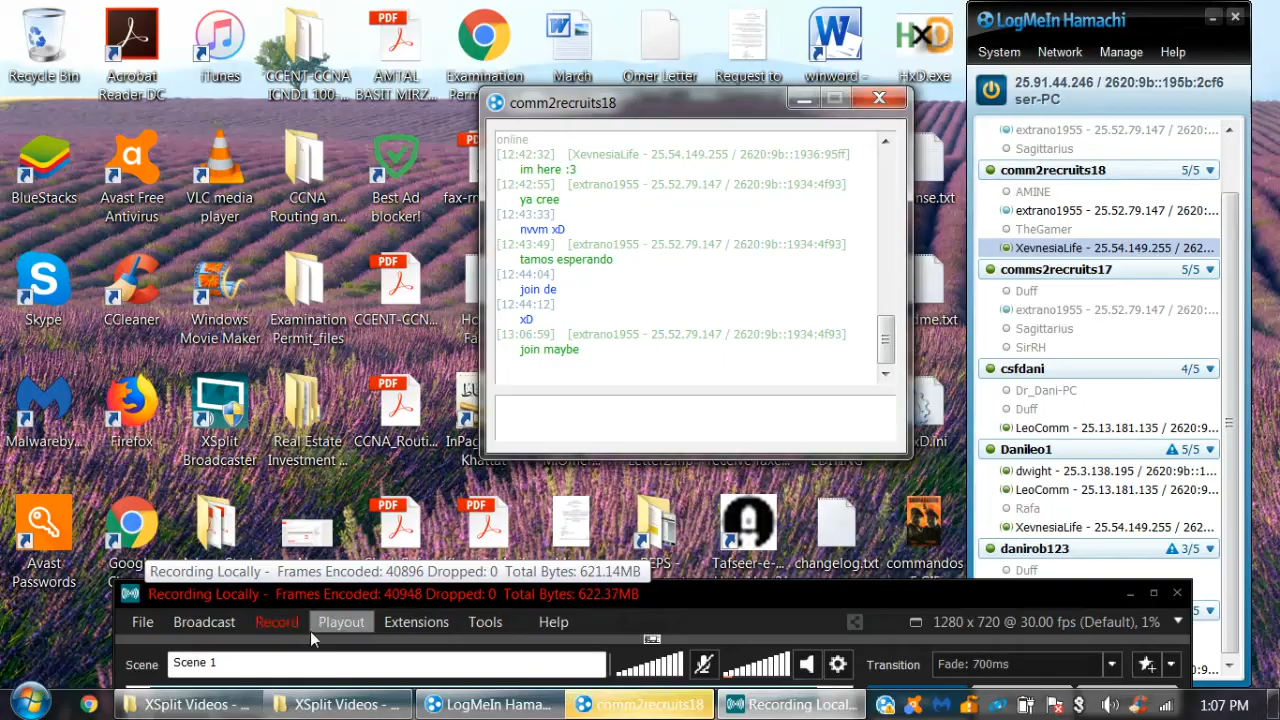 Recycle Bin
Acrobat
Reader DC
iTunes
CCENT-CCNA
ICND1 100-...
AMTAL
BASIT MIRZ...
Examination
March
Omer Letter
Request to
winword -
HxD.exe
BlueStacks
Avast Free
Antivirus
VLC media
player
CCNA
Routing an...
Best Ad
blocker!
Skype
CCleaner
Windows
Movie Maker
Examination
Permit_files
CCENT-CCN...
Malwareby...
Firefox
XSplit
Broadcaster
Real Estate
Investment ...
CCNA_Routi...
InPac
Khattat
HxD.ini
Avast
Passwords
Tafseer-e-...
changelog.txt
commandos
comm2recruits18
online
[12:42:32] [XevnesiaLife - 25.54.149.255 / 2620:9b::1936:95ff]
im here :3
[12:42:55] [extrano1955 - 25.52.79.147 / 2620:9b::1934:4f93]
ya cree
[12:43:33]
nvvm xD
[12:43:49] [extrano1955 - 25.52.79.147 / 2620:9b::1934:4f93]
tamos esperando
[12:44:04]
join de
[12:44:12]
xD
[13:06:59] [extrano1955 - 25.52.79.147 / 2620:9b::1934:4f93]
join maybe
LogMeIn Hamachi
System Network Manage Help
25.91.44.246 / 2620:9b::195b:2cf6
ser-PC
extrano1955 - 25.52.79.147 / 2620:...
Sagittarius
comm2recruits18 5/5
AMINE
extrano1955 - 25.52.79.147 / 2620:...
TheGamer
XevnesiaLife - 25.54.149.255 / 262...
comms2recruits17 5/5
Duff
extrano1955 - 25.52.79.147 / 2620:...
Sagittarius
SirRH
csfdani 4/5
Dr_Dani-PC
Duff
LeoComm - 25.13.181.135 / 2620:9...
Danileo1 5/5
dwight - 25.3.138.195 / 2620:9b::1...
LeoComm - 25.13.181.135 / 2620:9...
Rafa
XevnesiaLife - 25.54.149.255 / 262...
danirob123 3/5
Duff
Recording Locally - Frames Encoded: 40896 Dropped: 0 Total Bytes: 621.14MB
Recording Locally - Frames Encoded: 40948 Dropped: 0 Total Bytes: 622.37MB
File Broadcast Record Playout Extensions Tools Help
1280 x 720 @ 30.00 fps (Default), 1%
Scene Scene 1
Transition Fade: 700ms
XSplit Videos - ...
XSplit Videos - ...
LogMeIn Hama...
comm2recruits18
Recording Local...
1:07 PM